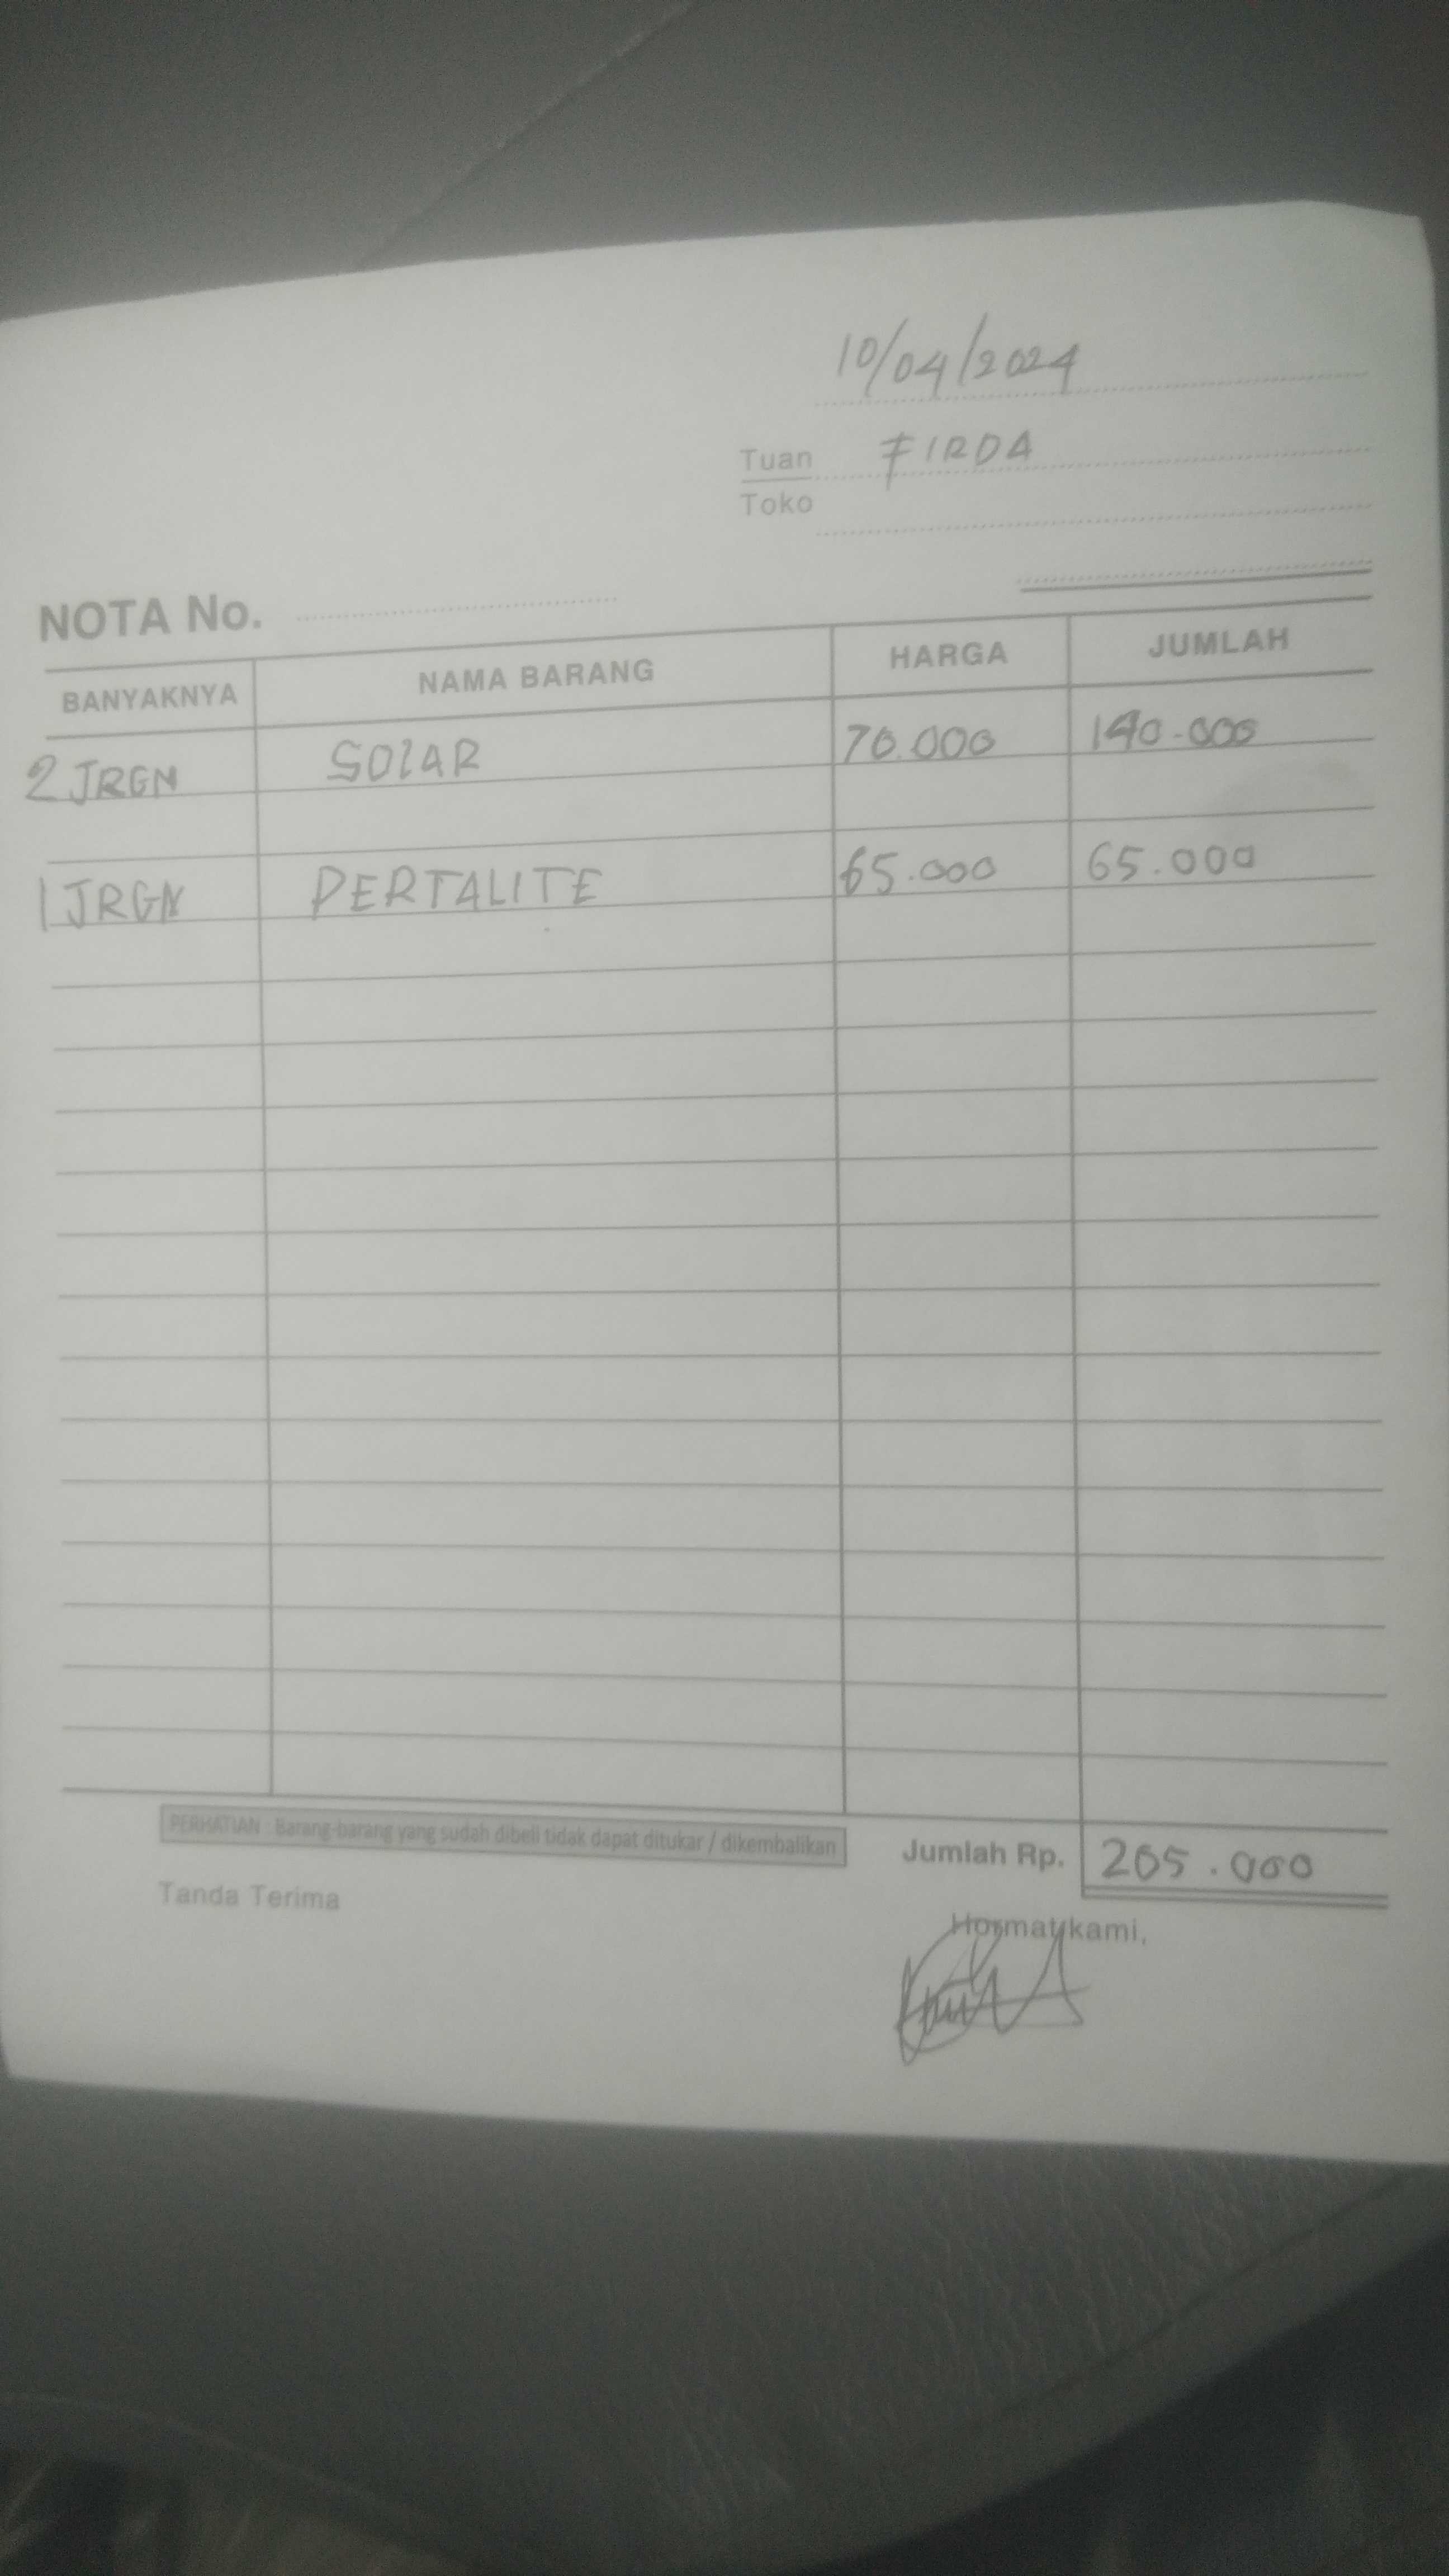 10/04/2024
Tuan FIRDA
Toko
NOTA No.
BANYAKNYA NAMA BARANG HARGA JUMLAH
2 JRGN SOLAR 70.000 140.000
1 JRGN PERTALITE 65.000 65.000
PERHATIAN : Barang-barang yang sudah dibeli tidak dapat ditukar / dikembalikan
Jumlah Rp. 205.000
Tanda Terima
Hormat kami,